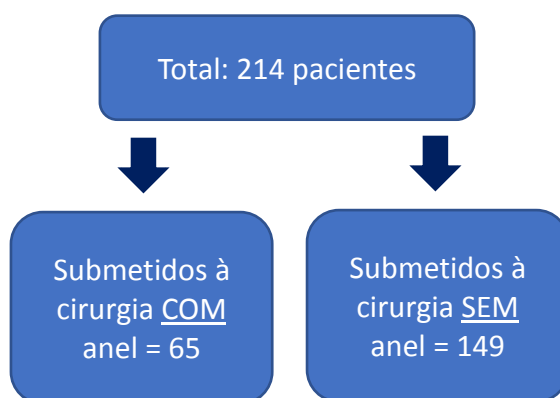 Total: 214 pacientes
Submetidos à
cirurgia COM
anel = 65
Submetidos à
cirurgia SEM
anel = 149